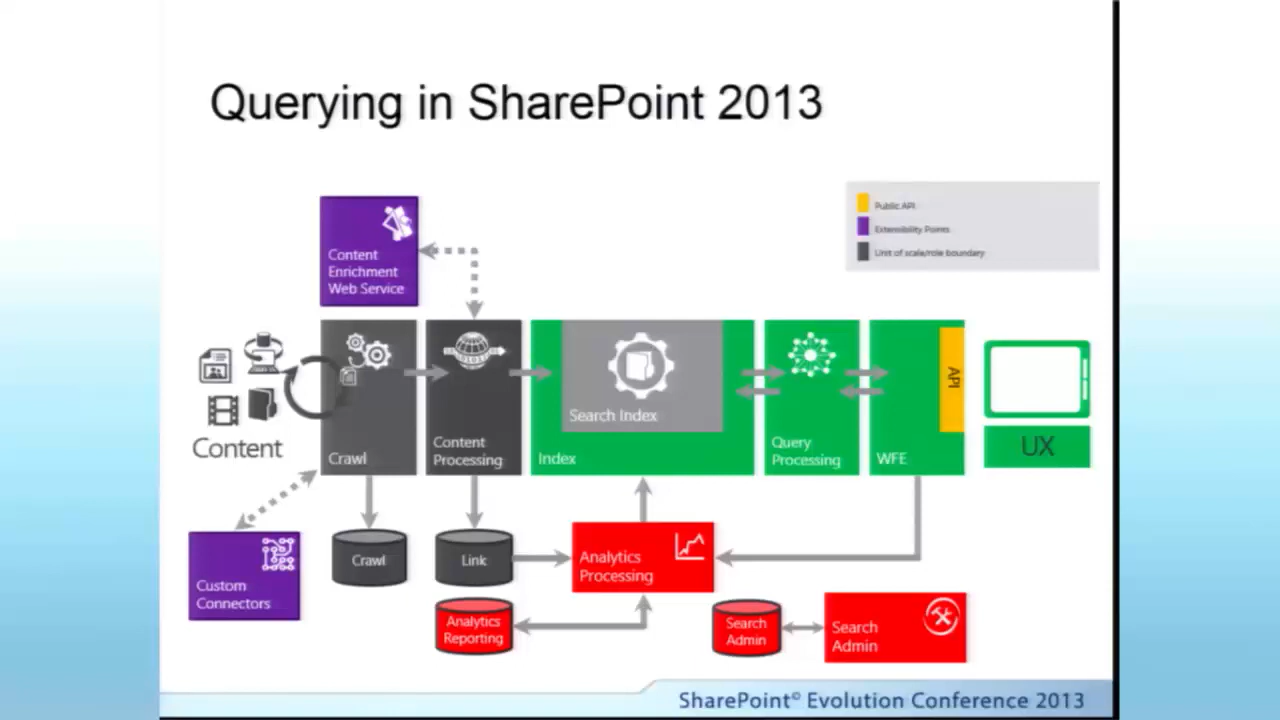 Querying in SharePoint 2013
Public API
Extensibility Points
Unit of scale/role boundary
Content
Enrichment
Web Service
Content
Crawl
Content
Processing
Search Index
Index
Query
Processing
WFE
API
UX
Custom
Connectors
Crawl
Link
Analytics
Processing
Analytics
Reporting
Search
Admin
Search
Admin
SharePoint© Evolution Conference 2013